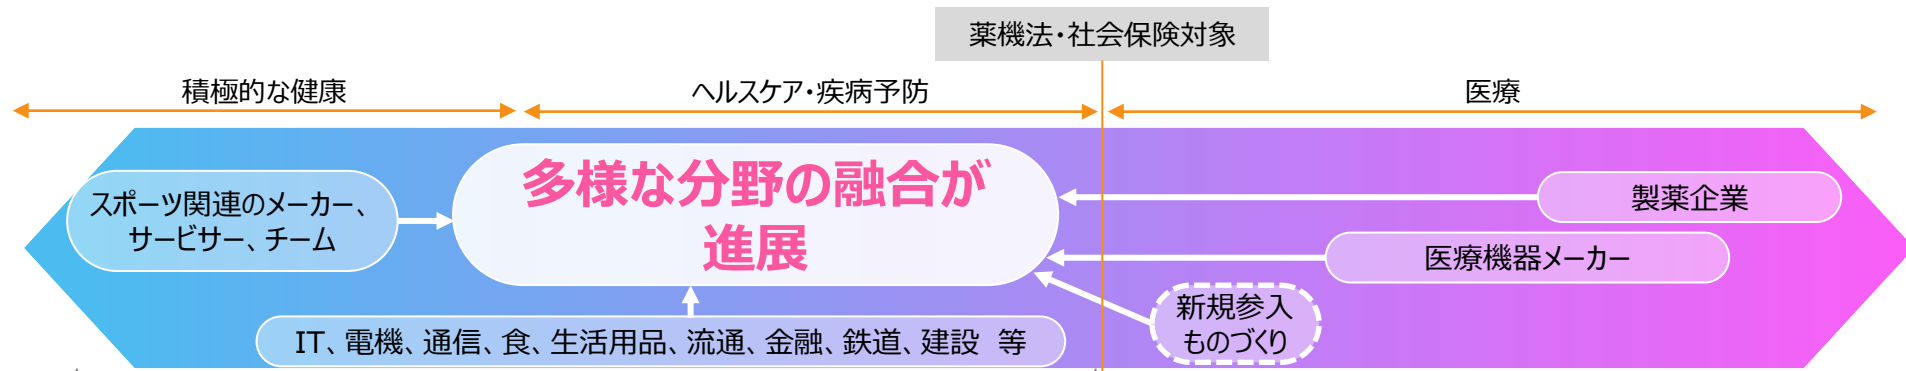 薬機法・社会保険対象
積極的な健康
ヘルスケア・疾病予防
医療
多様な分野の融合が
進展
スポーツ関連のメーカー、
サービサー、チーム
製薬企業
医療機器メーカー
新規参入
ものづくり
IT、電機、通信、食、生活用品、流通、金融、鉄道、建設 等